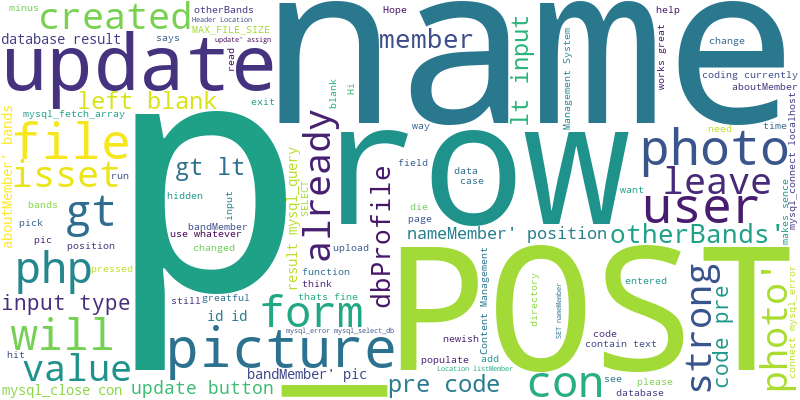 minus
created
otherBands
Header Location
MAX_FILE_SIZE
database result
says
update' assign
read
update
name
Hope
member
help
change
works great
Management System
lt input
coding currently
aboutMember
mysql_fetch_array
left blank
exit
blank
Hi
way
need
time
mysql_connect localhost
file
isset
run
gt lt
already
result mysql_query
SELECT
p
row
photo
leave
user
makes sence
aboutMember' bands
gt
hidden
input
bandMember
use whatever
changed
field
data
case
want
die
page
dbProfile
nameMember' position
otherBands'
bands
pick
pic
position
pressed
php
still
upload
function
think
thats fine
greatful
id id
_POST
Content Management
directory
entered
SET nameMember
strong
code pre
photo'
connect mysql_error
input type
will
form
hit
value
picture
mysql_error mysql_select_db
newish
populate
add
Location listMember
code
contain text
see
please
database
bandMember' pic
mysql_close con
update button
pre code
con